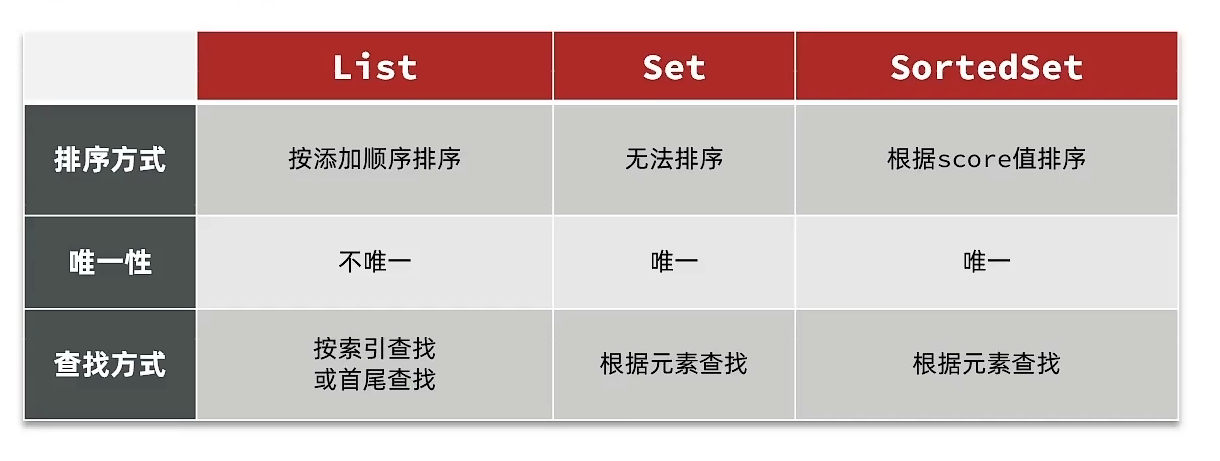 List Set SortedSet
排序方式 按添加顺序排序 无法排序 根据score值排序
唯一性 不唯一 唯一 唯一
查找方式 按索引查找
或首尾查找 根据元素查找 根据元素查找